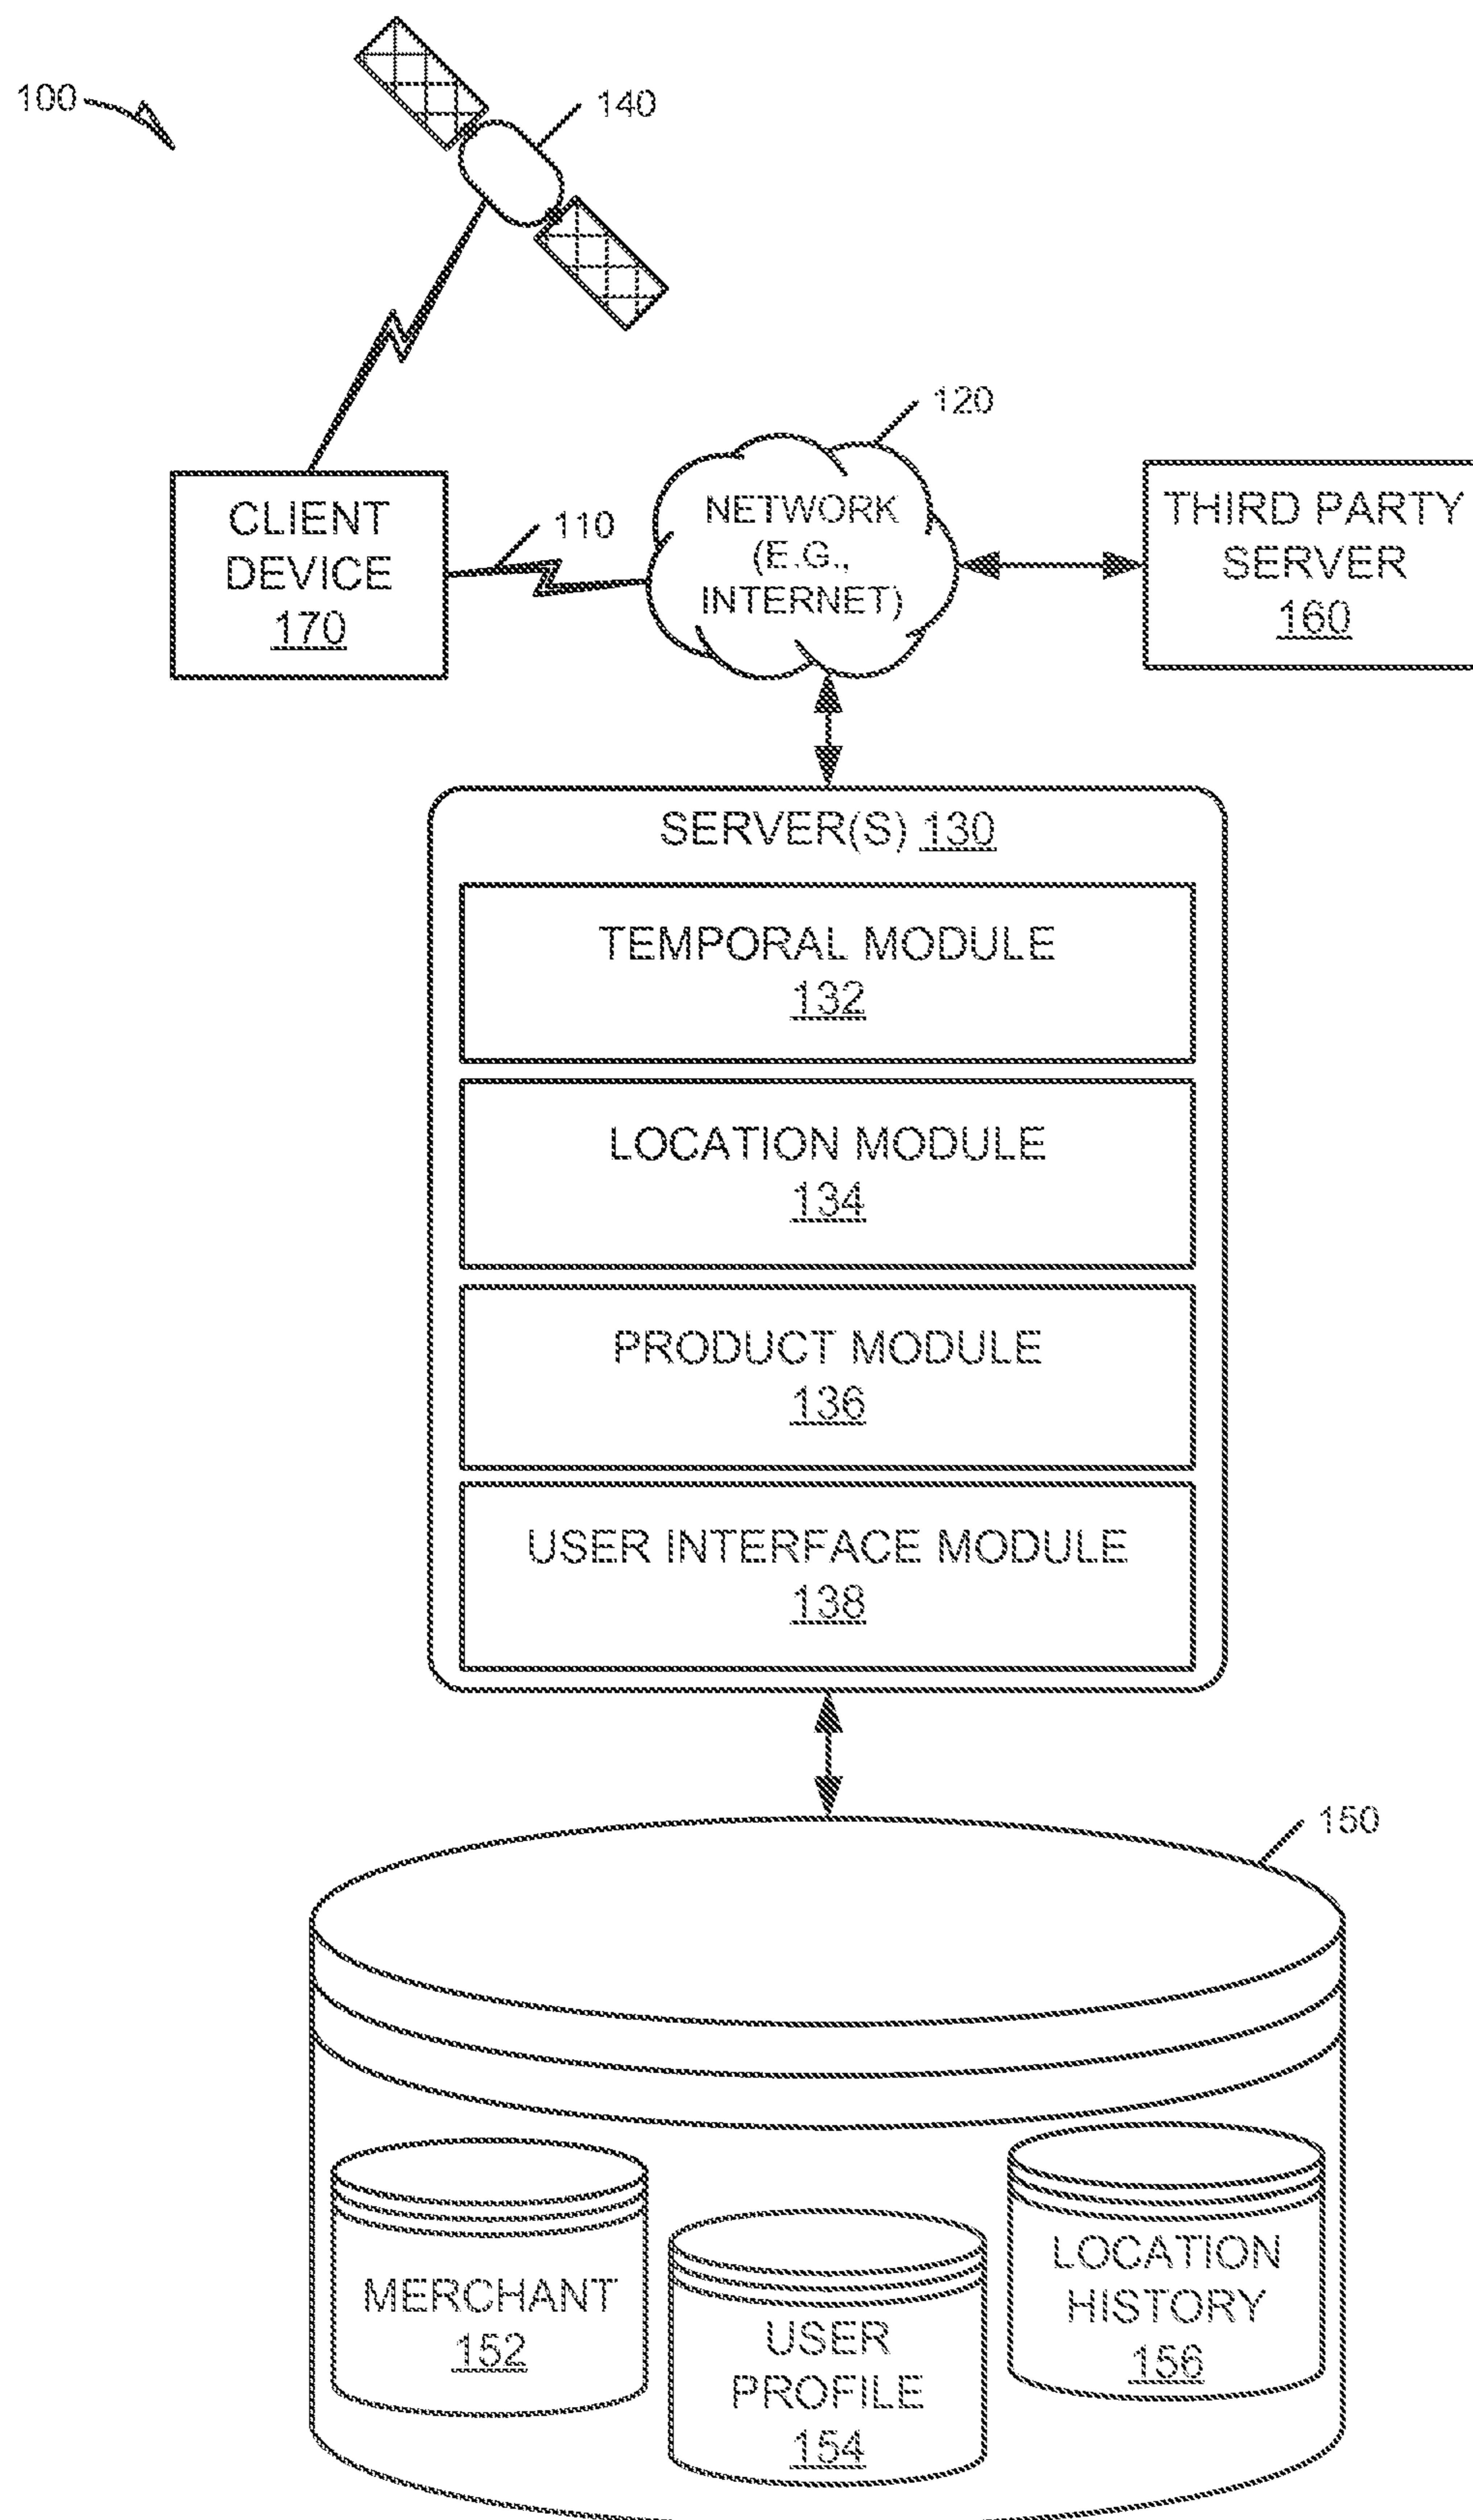 100
140
120
CLIENT
DEVICE
170
110
NETWORK
(E.G.,
INTERNET)
THIRD PARTY
SERVER
160
SERVER(S) 130
TEMPORAL MODULE
132
LOCATION MODULE
134
PRODUCT MODULE
136
USER INTERFACE MODULE
138
150
MERCHANT
152
USER
PROFILE
154
LOCATION
HISTORY
156